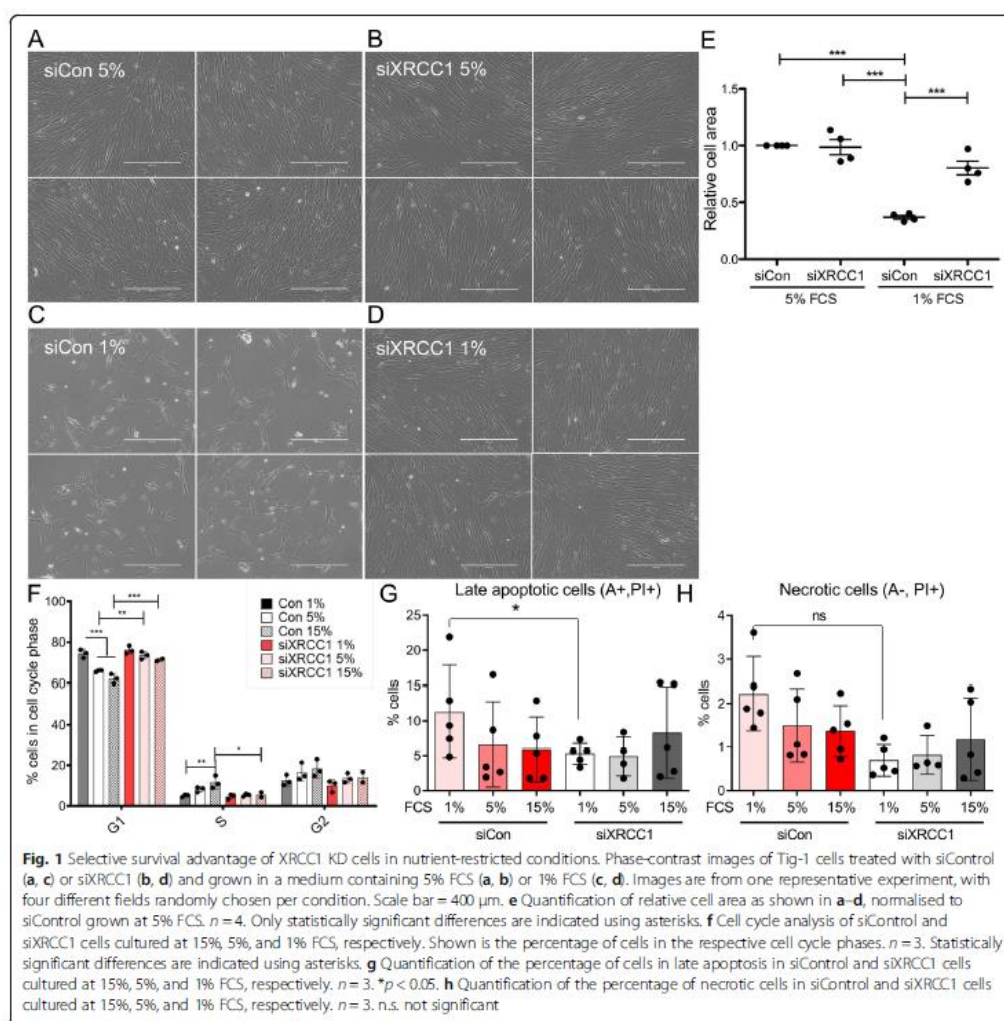 A
B
E
siCon 5%
siXRCC1 5%
***
***
***
1.5
1.0
0.5
0.0
Relative cell area
siCon siXRCC1 siCon siXRCC1
5% FCS 1% FCS
C
D
siCon 1%
siXRCC1 1%
F
100
80
60
40
20
0
% cells in cell cycle phase
***
**
***
**
*
Con 1%
Con 5%
Con 15%
siXRCC1 1%
siXRCC1 5%
siXRCC1 15%
G1 S G2
G
Late apoptotic cells (A+,PI+)
25
20
15
10
5
0
% cells
*
FCS 1% 5% 15% 1% 5% 15%
siCon siXRCC1
H
Necrotic cells (A-, PI+)
4
3
2
1
0
% cells
ns
FCS 1% 5% 15% 1% 5% 15%
siCon siXRCC1
Fig. 1 Selective survival advantage of XRCC1 KD cells in nutrient-restricted conditions. Phase-contrast images of Tig-1 cells treated with siControl
(a, c) or siXRCC1 (b, d) and grown in a medium containing 5% FCS (a, b) or 1% FCS (c, d). Images are from one representative experiment, with
four different fields randomly chosen per condition. Scale bar = 400 μm. e Quantification of relative cell area as shown in a–d, normalised to
siControl grown at 5% FCS. n = 4. Only statistically significant differences are indicated using asterisks. f Cell cycle analysis of siControl and
siXRCC1 cells cultured at 15%, 5%, and 1% FCS, respectively. Shown is the percentage of cells in the respective cell cycle phases. n = 3. Statistically
significant differences are indicated using asterisks. g Quantification of the percentage of cells in late apoptosis in siControl and siXRCC1 cells
cultured at 15%, 5%, and 1% FCS, respectively. n = 3. *p < 0.05. h Quantification of the percentage of necrotic cells in siControl and siXRCC1 cells
cultured at 15%, 5%, and 1% FCS, respectively. n = 3. n.s. not significant